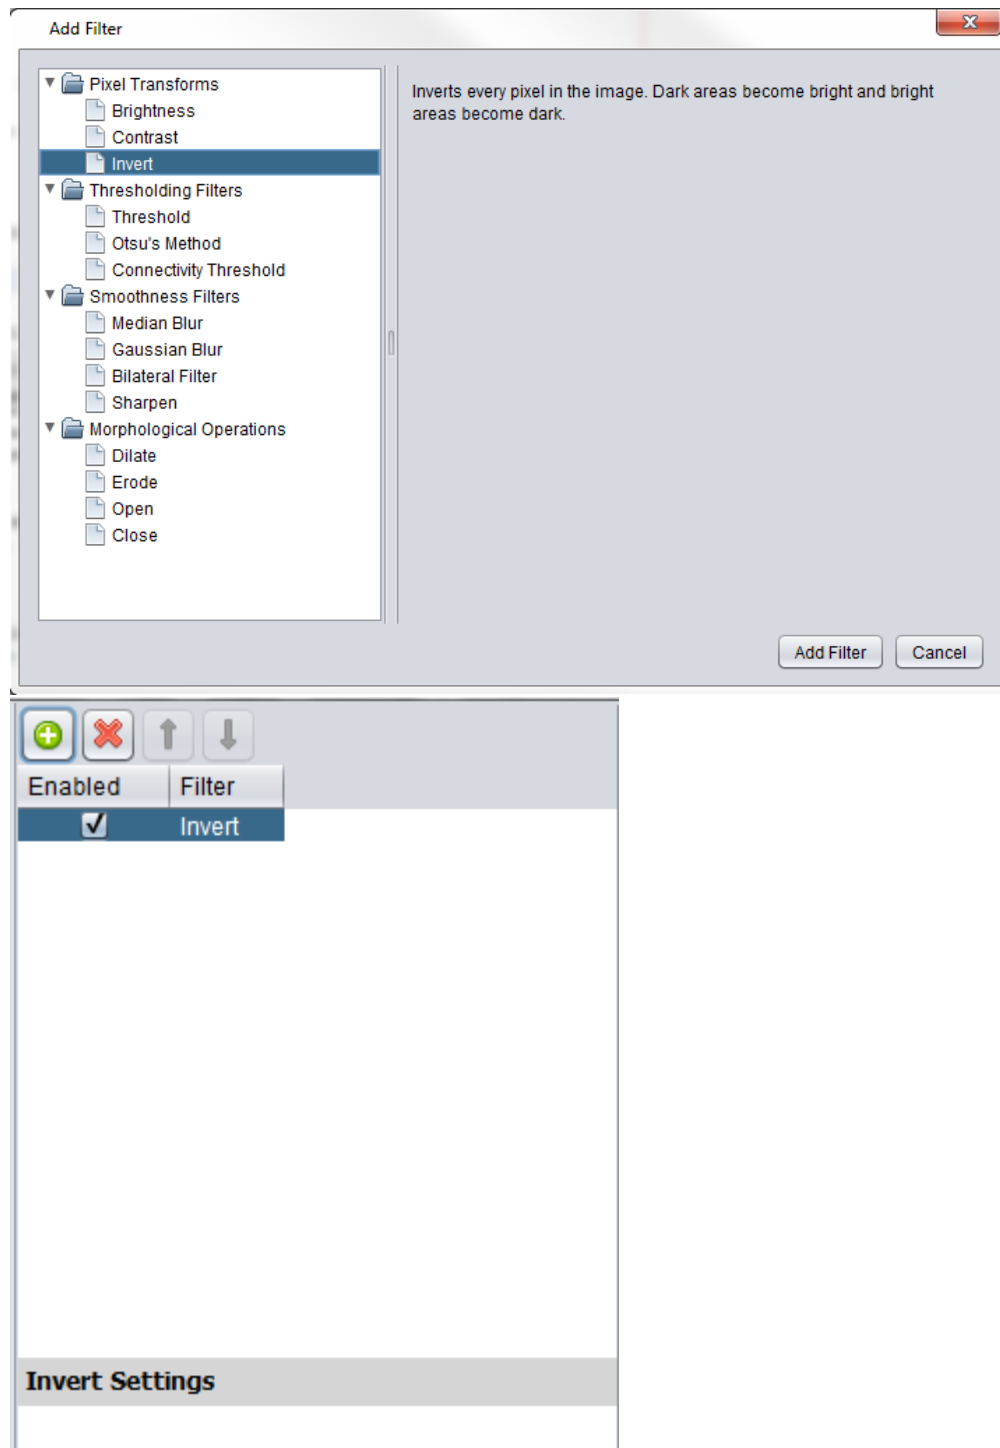 Add Filter
Pixel Transforms
Brightness
Contrast
Invert
Thresholding Filters
Threshold
Otsu's Method
Connectivity Threshold
Smoothness Filters
Median Blur
Gaussian Blur
Bilateral Filter
Sharpen
Morphological Operations
Dilate
Erode
Open
Close
Inverts every pixel in the image. Dark areas become bright and bright
areas become dark.
Add Filter Cancel
Enabled Filter
Invert
Invert Settings